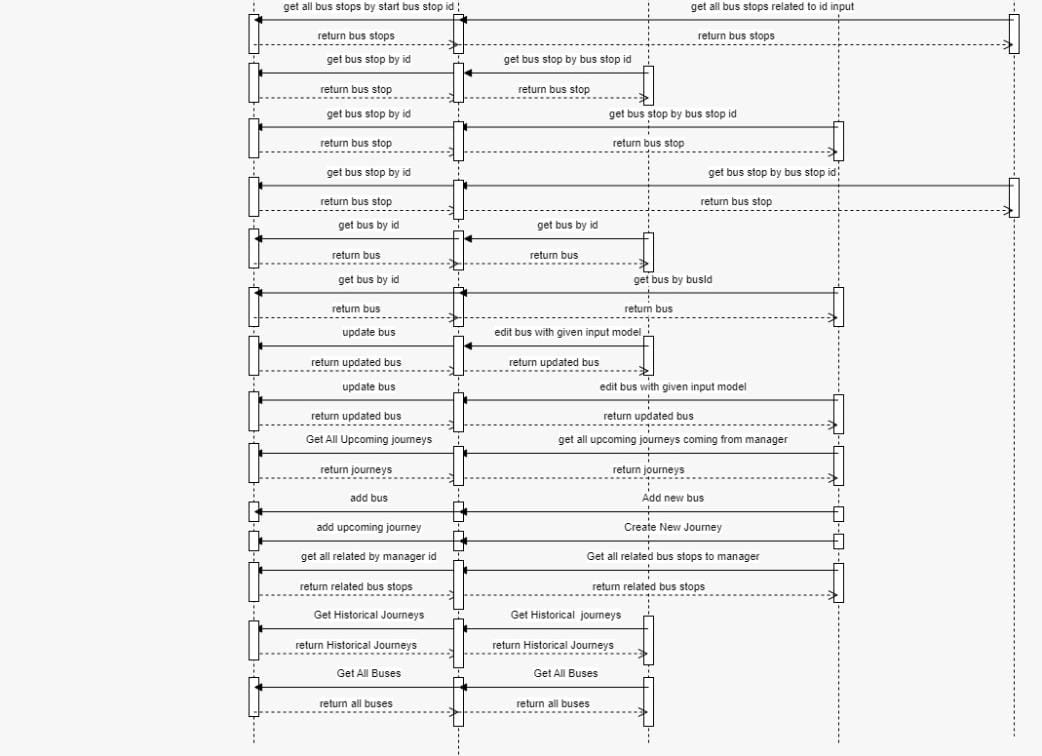 get all bus stops by start bus stop id
get all bus stops related to id input
return bus stops
return bus stops
get bus stop by id
get bus stop by bus stop id
return bus stop
return bus stop
get bus stop by id
get bus stop by bus stop id
return bus stop
return bus stop
get bus stop by id
get bus stop by bus stop id
return bus stop
return bus stop
get bus by id
get bus by id
return bus
return bus
get bus by id
get bus by busId
return bus
return bus
update bus
edit bus with given input model
return updated bus
return updated bus
update bus
edit bus with given input model
return updated bus
return updated bus
Get All Upcoming journeys
get all upcoming journeys coming from manager
return journeys
return journeys
add bus
Add new bus
add upcoming journey
Create New Journey
get all related by manager id
Get all related bus stops to manager
return related bus stops
return related bus stops
Get Historical Journeys
Get Historical journeys
return Historical Journeys
return Historical Journeys
Get All Buses
Get All Buses
return all buses
return all buses